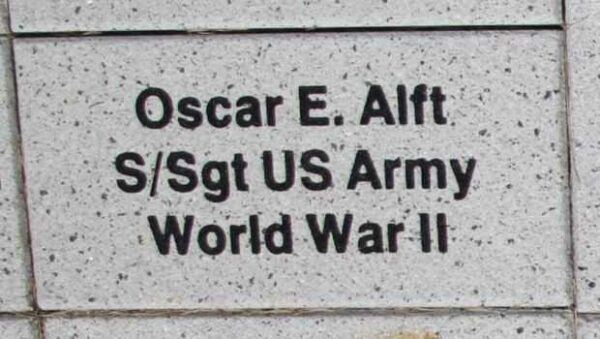 Oscar E. Alft
S/Sgt US Army
World War II